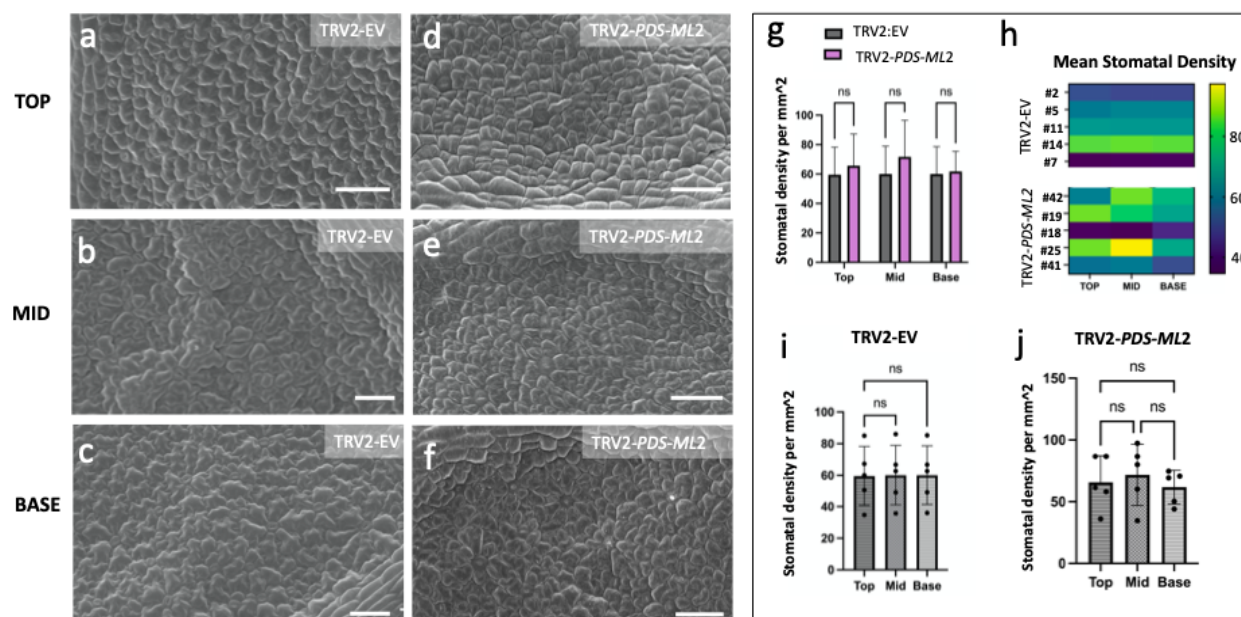 a
TRV2-EV
d
TRV2-PDS-ML2
TOP
b
TRV2-EV
e
TRV2-PDS-ML2
MID
c
TRV2-EV
f
TRV2-PDS-ML2
BASE
g
TRV2:EV
TRV2-PDS-ML2
ns
ns
ns
Stomatal density per mm^2
100
80
60
40
20
0
Top
Mid
Base
h
Mean Stomatal Density
TRV2-EV
#2
#5
#11
#14
#7
TRV2-PDS-ML2
#42
#19
#18
#25
#41
TOP
MID
BASE
80
60
40
i
TRV2-EV
ns
ns
Stomatal density per mm^2
100
80
60
40
20
0
Top
Mid
Base
j
TRV2-PDS-ML2
ns
ns
ns
Stomatal density per mm^2
150
100
50
0
Top
Mid
Base